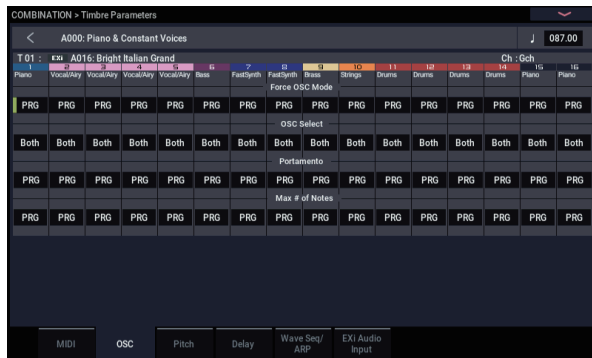 COMBINATION > Timbre Parameters
A000: Piano & Constant Voices ♩ 087.00
T01 : EXi A016: Bright Italian Grand Ch :Gch
1 2 3 4 5 6 7 8 9 10 11 12 13 14 15 16
Piano Vocal/Airy Vocal/Airy Vocal/Airy Vocal/Airy Bass FastSynth FastSynth Brass Strings Drums Drums Drums Drums Piano Piano
Force OSC Mode
PRG PRG PRG PRG PRG PRG PRG PRG PRG PRG PRG PRG PRG PRG PRG PRG
OSC Select
Both Both Both Both Both Both Both Both Both Both Both Both Both Both Both Both
Portamento
PRG PRG PRG PRG PRG PRG PRG PRG PRG PRG PRG PRG PRG PRG PRG PRG
Max # of Notes
PRG PRG PRG PRG PRG PRG PRG PRG PRG PRG PRG PRG PRG PRG PRG PRG
MIDI OSC Pitch Delay Wave Seq/ EXi Audio
ARP Input